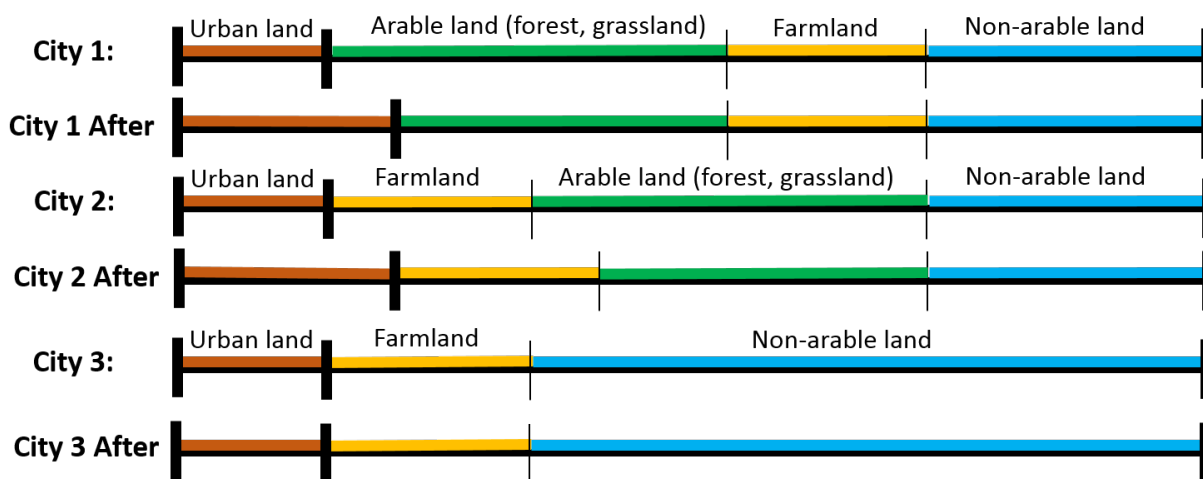 Urban land Arable land (forest, grassland) Farmland Non-arable land
City 1:
City 1 After
Urban land Farmland Arable land (forest, grassland) Non-arable land
City 2:
City 2 After
Urban land Farmland Non-arable land
City 3:
City 3 After